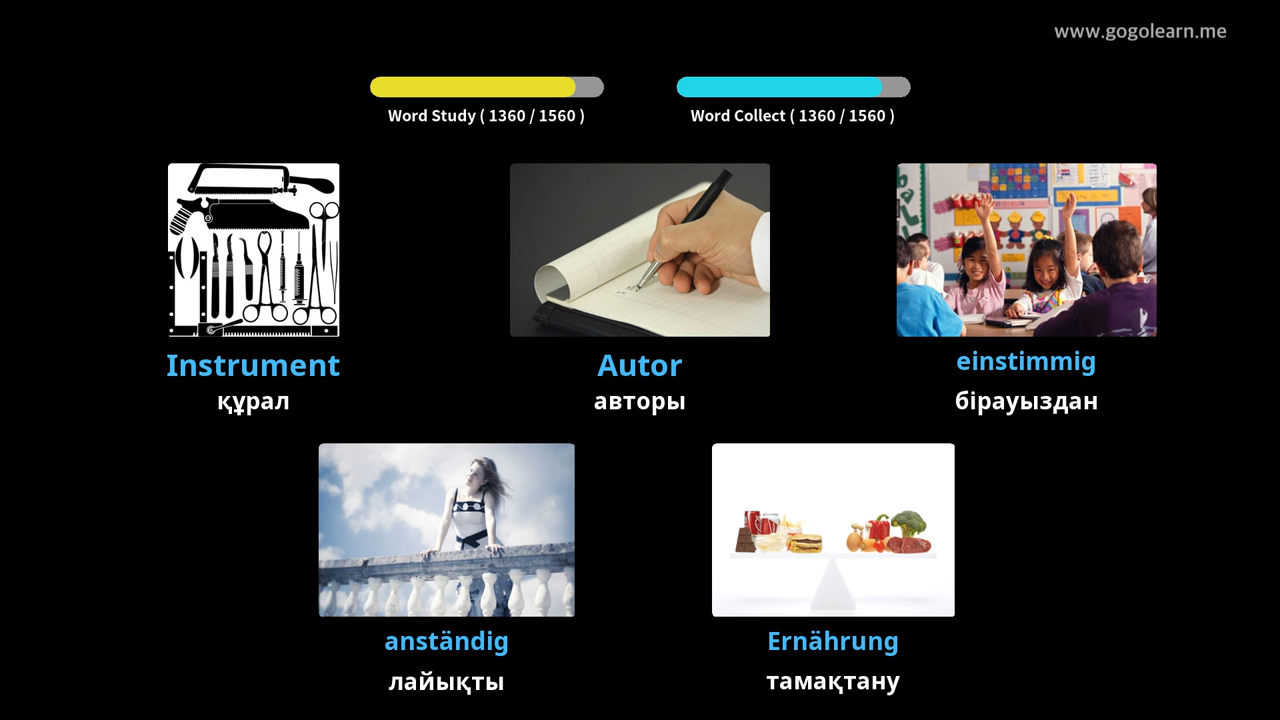 www.gogolearn.me
Word Study ( 1360 / 1560 )
Word Collect ( 1360 / 1560 )
Instrument
құрал
Autor
авторы
einstimmig
бірауыздан
anständig
лайықты
Ernährung
тамақтану